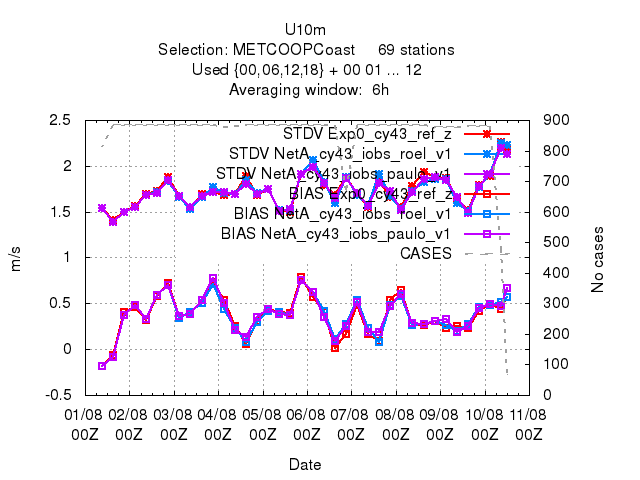 U10m
Selection: METCOOPCoast 69 stations
Used {00,06,12,18} + 00 01 ... 12
Averaging window: 6h
2.5
2
1.5
1
0.5
0
-0.5
m/s
900
800
700
600
500
400
300
200
100
0
No cases
STDV Exp0_cy43_ref_z
STDV NetA_cy43_iobs_roel_v1
STDV NetA_cy43_iobs_paulo_v1
BIAS Exp0_cy43_ref_z
BIAS NetA_cy43_iobs_roel_v1
BIAS NetA_cy43_iobs_paulo_v1
CASES
01/08 02/08 03/08 04/08 05/08 06/08 07/08 08/08 09/08 10/08 11/08
00Z 00Z 00Z 00Z 00Z 00Z 00Z 00Z 00Z 00Z 00Z
Date